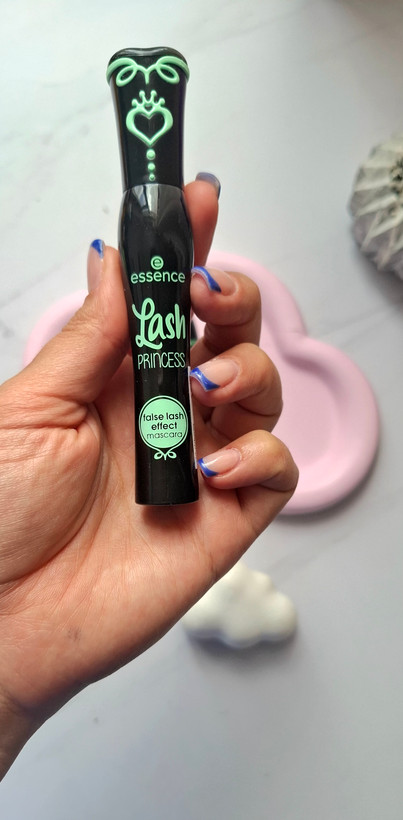 e
essence
Lash
PRINCESS
false lash
effect
mascara